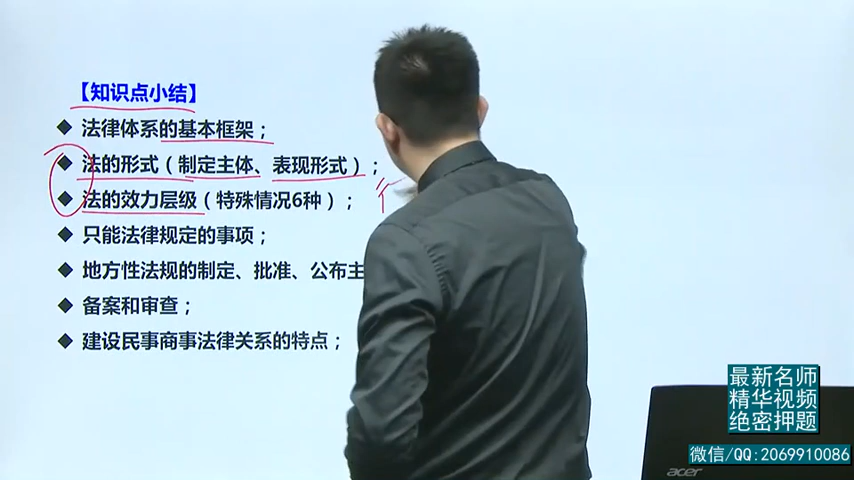 【知识点小结】
◆ 法律体系的基本框架；
◆ 法的形式（制定主体、表现形式）；
◆ 法的效力层级（特殊情况6种）；
◆ 只能法律规定的事项；
◆ 地方性法规的制定、批准、公布主
◆ 备案和审查；
◆ 建设民事商事法律关系的特点；
最新名师
精华视频
绝密押题
微信/QQ:2069910086
acer